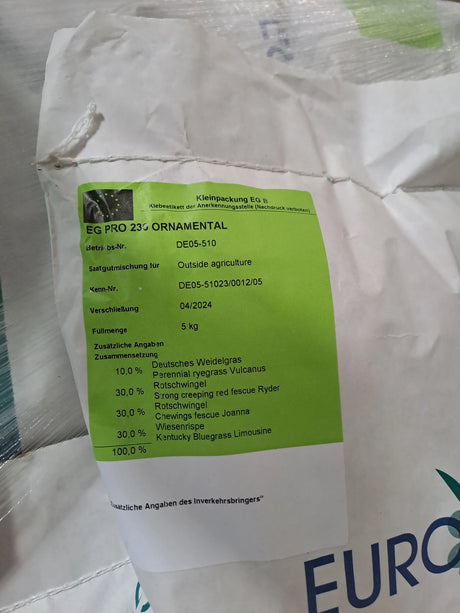 Kleinpackung EG B
Klebeetikett der Anerkennungsstelle (Nachdruck verboten)
EG PRO 230 ORNAMENTAL
Betriebs-Nr. DE05-510
Saatgutmischung für Outside agriculture
Kenn-Nr. DE05-51023/0012/05
Verschließung 04/2024
Füllmenge 5 kg
Zusätzliche Angaben
Zusammensetzung
10,0 % Deutsches Weidelgras
Perennial ryegrass Vulcanus
30,0 % Rotschwingel
Strong creeping red fescue Ryder
30,0 % Rotschwingel
Chewings fescue Joanna
30,0 % Wiesenrispe
Kentucky Bluegrass Limousine
100,0 %
Zusätzliche Angaben des Inverkehrsbringers"
EURO